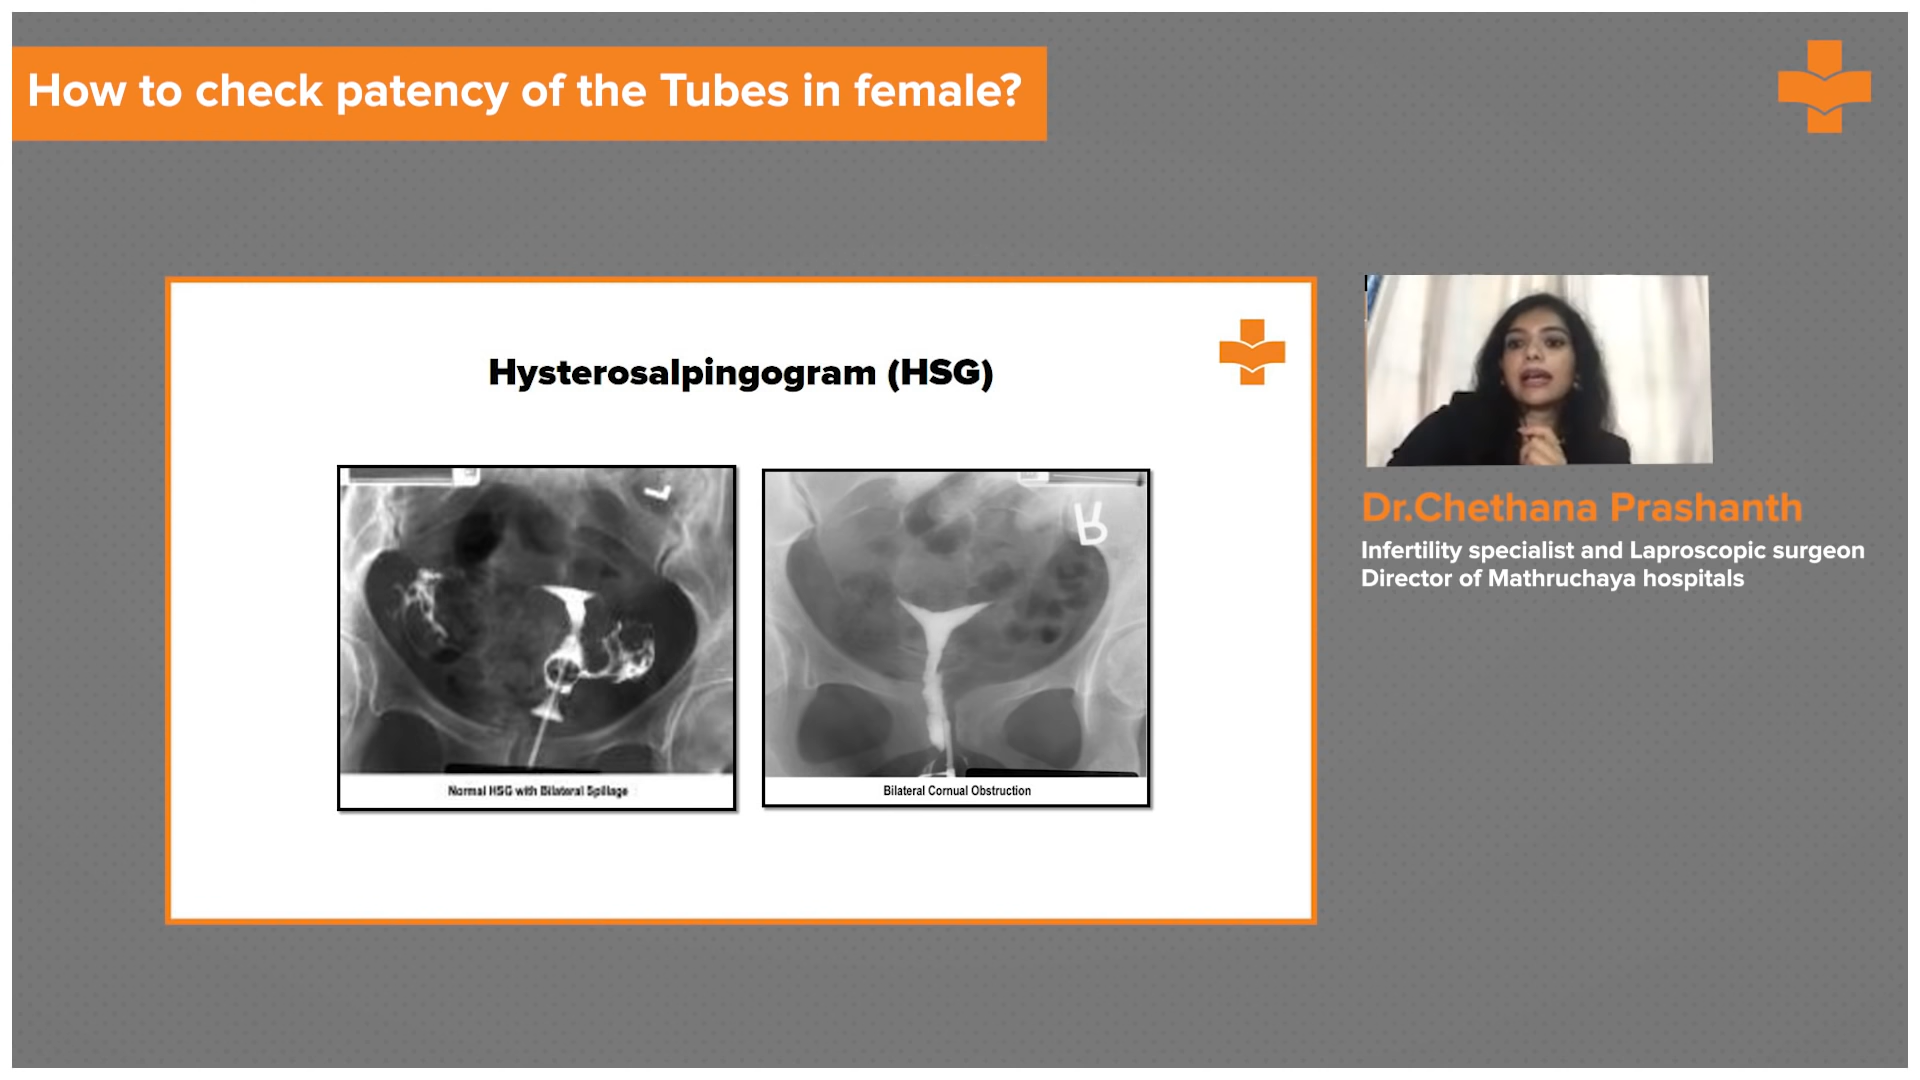 How to check patency of the Tubes in female?
Hysterosalpingogram (HSG)
L
R
Normal HSG with Bilateral Spillage
Bilateral Cornual Obstruction
Dr.Chethana Prashanth
Infertility specialist and Laproscopic surgeon
Director of Mathruchaya hospitals